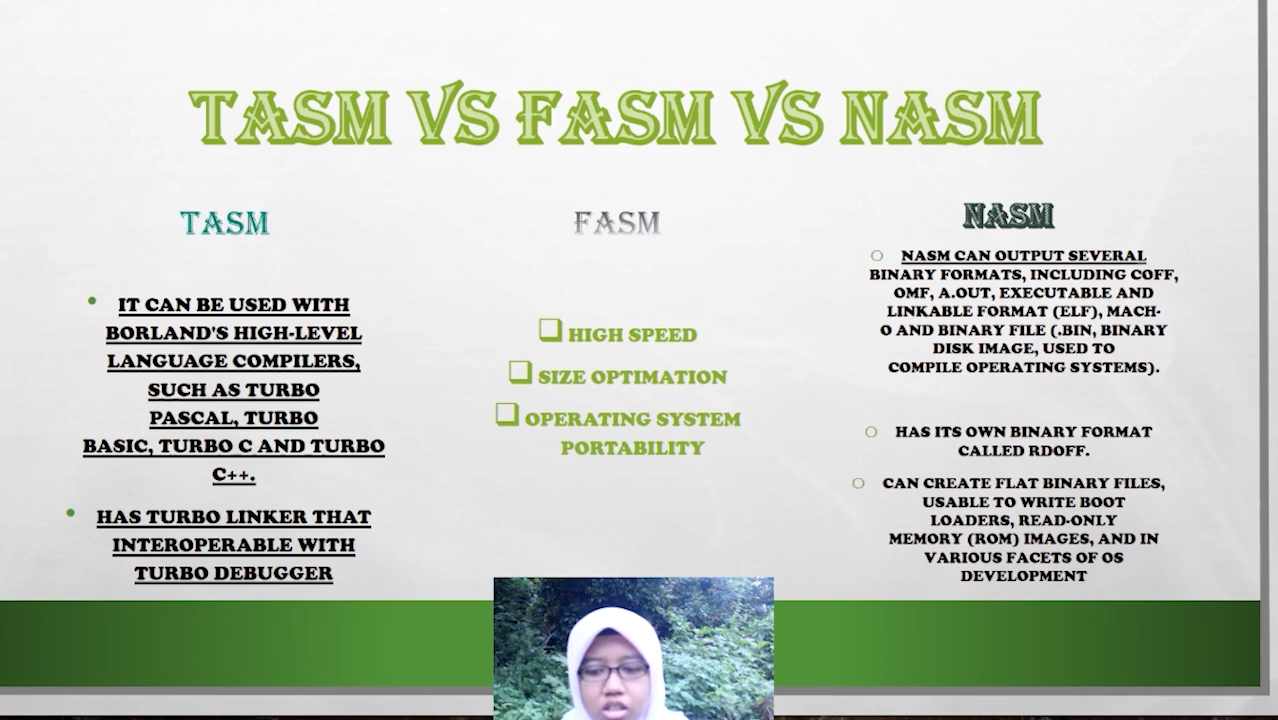 TASM VS FASM VS NASM
TASM
• IT CAN BE USED WITH
BORLAND'S HIGH-LEVEL
LANGUAGE COMPILERS,
SUCH AS TURBO
PASCAL, TURBO
BASIC, TURBO C AND TURBO
C++.
• HAS TURBO LINKER THAT
INTEROPERABLE WITH
TURBO DEBUGGER
FASM
❑ HIGH SPEED
❑ SIZE OPTIMATION
❑ OPERATING SYSTEM
PORTABILITY
NASM
○ NASM CAN OUTPUT SEVERAL
BINARY FORMATS, INCLUDING COFF,
OMF, A.OUT, EXECUTABLE AND
LINKABLE FORMAT (ELF), MACH-
O AND BINARY FILE (.BIN, BINARY
DISK IMAGE, USED TO
COMPILE OPERATING SYSTEMS).
○ HAS ITS OWN BINARY FORMAT
CALLED RDOFF.
○ CAN CREATE FLAT BINARY FILES,
USABLE TO WRITE BOOT
LOADERS, READ-ONLY
MEMORY (ROM) IMAGES, AND IN
VARIOUS FACETS OF OS
DEVELOPMENT